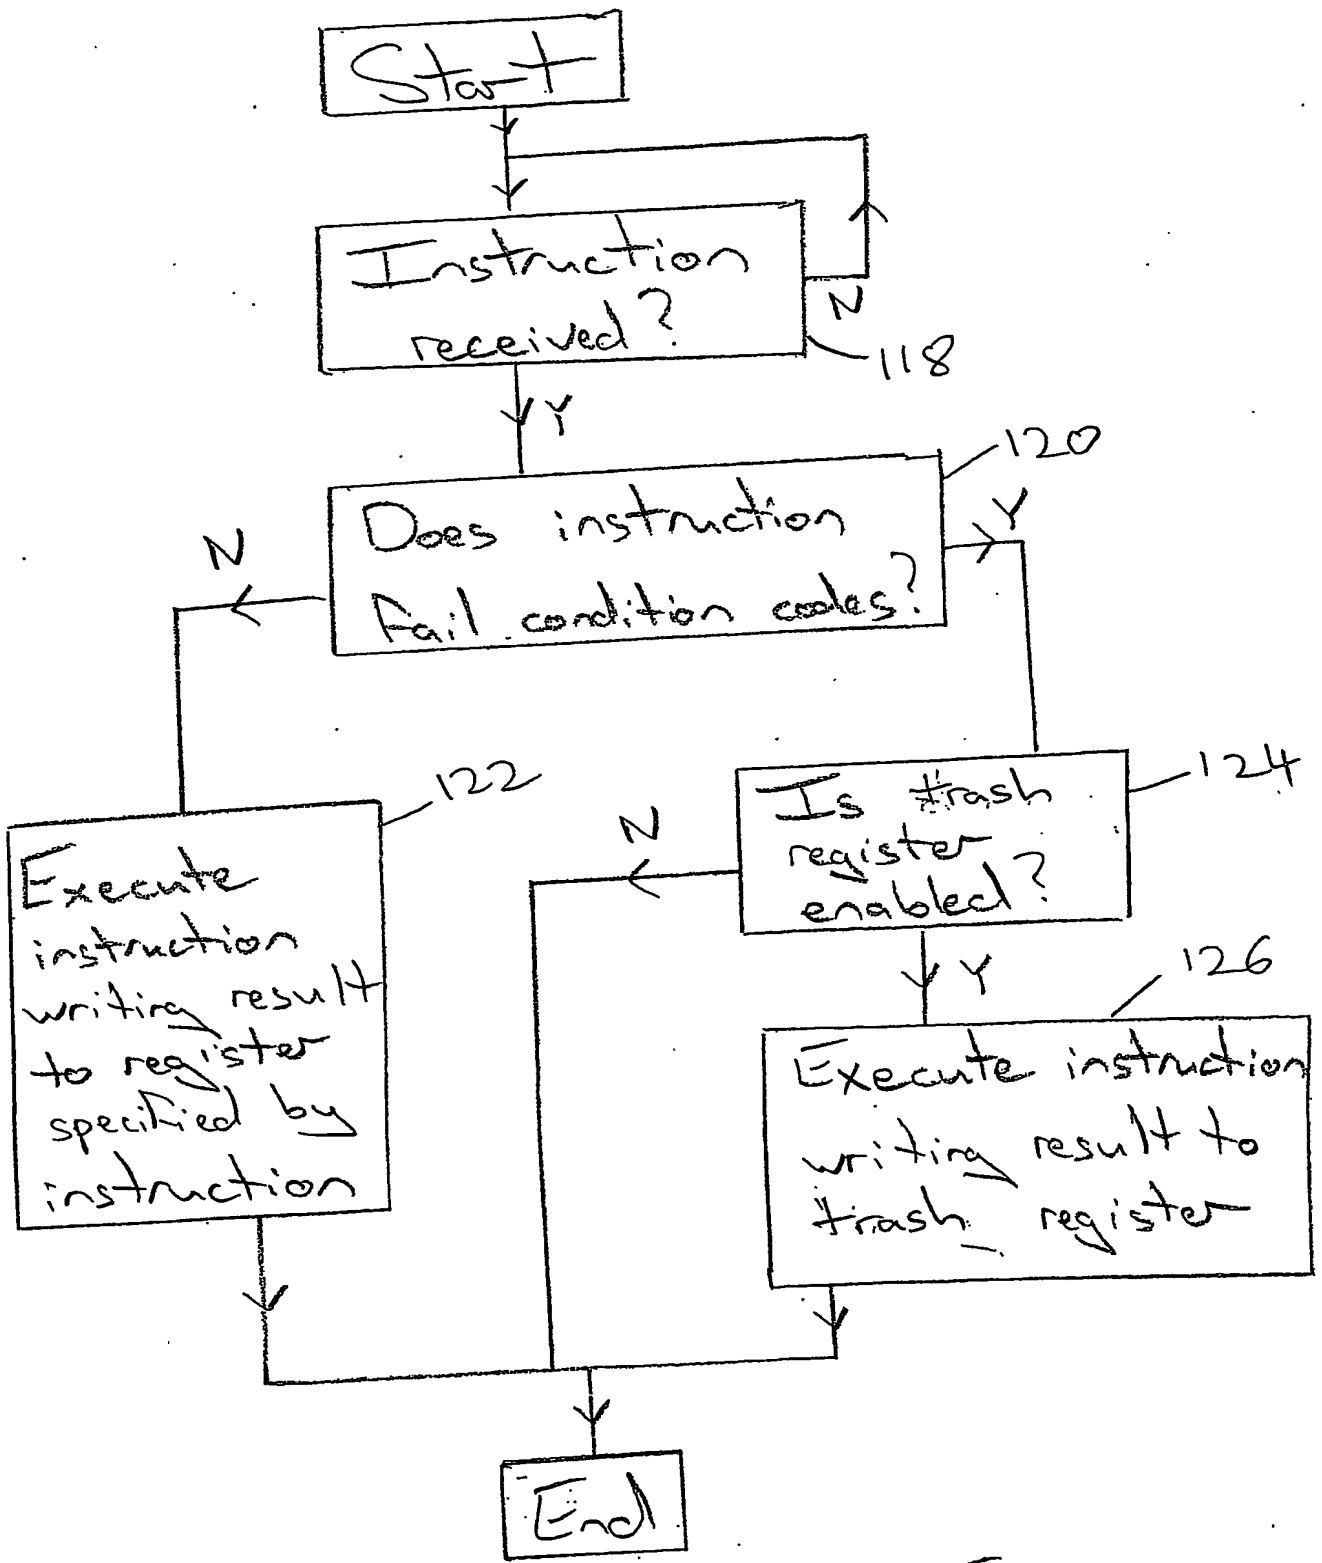 Start
Instruction
received?
N
118
Y
120
Does instruction
fail condition codes?
N
Y
122
Execute
instruction
writing result
to register
specified by
instruction
124
Is trash
register
enabled?
N
Y
126
Execute instruction
writing result to
trash register
End